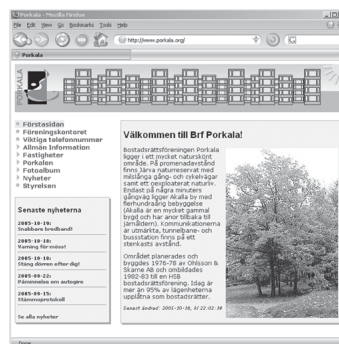 Porkala - Mozilla Firefox
File Edit View Go Bookmarks Tools Help
http://www.porkala.org/
Porkala
PORKALA
Förstasidan
Föreningskontoret
Viktiga telefonnummer
Allmän Information
Fastigheter
Porkalen
Fotoalbum
Nyheter
Styrelsen
Senaste nyheterna
2005-10-19:
Snabbare bredband!
2005-10-18:
Varning för möss!
2005-10-18:
Stäng dörren efter dig!
2005-09-22:
Påminnelse om autogire
2005-09-15:
Stämmoprotokoll
Se alla nyheter
Välkommen till Brf Porkala!
Bostadsrättsföreningen Porkala
ligger i ett mycket naturskönt
område. På promenadavstånd
finns Järva naturreservat med
milslånga gång- och cykelvägar
samt ett oexploaterat naturliv.
Endast på några minuters
gångväg ligger Akalla by med
flerhundraårig bebyggelse
(Akalla är en mycket gammal
bygd och har anor tillbaka till
järnåldern). Kommunikationerna
är utmärkta, tunnelbane- och
bussstation finns på ett
stenkasts avstånd.
Området planerades och
byggdes 1976-78 av Ohlsson &
Skarne AB och ombildades
1982-83 till en HSB
bostadsrättsförening. Idag är
mer än 95% av lägenheterna
upplåtna som bostadsrätter.
Senast ändrad: 2005-10-18, kl 22:02:14
Done